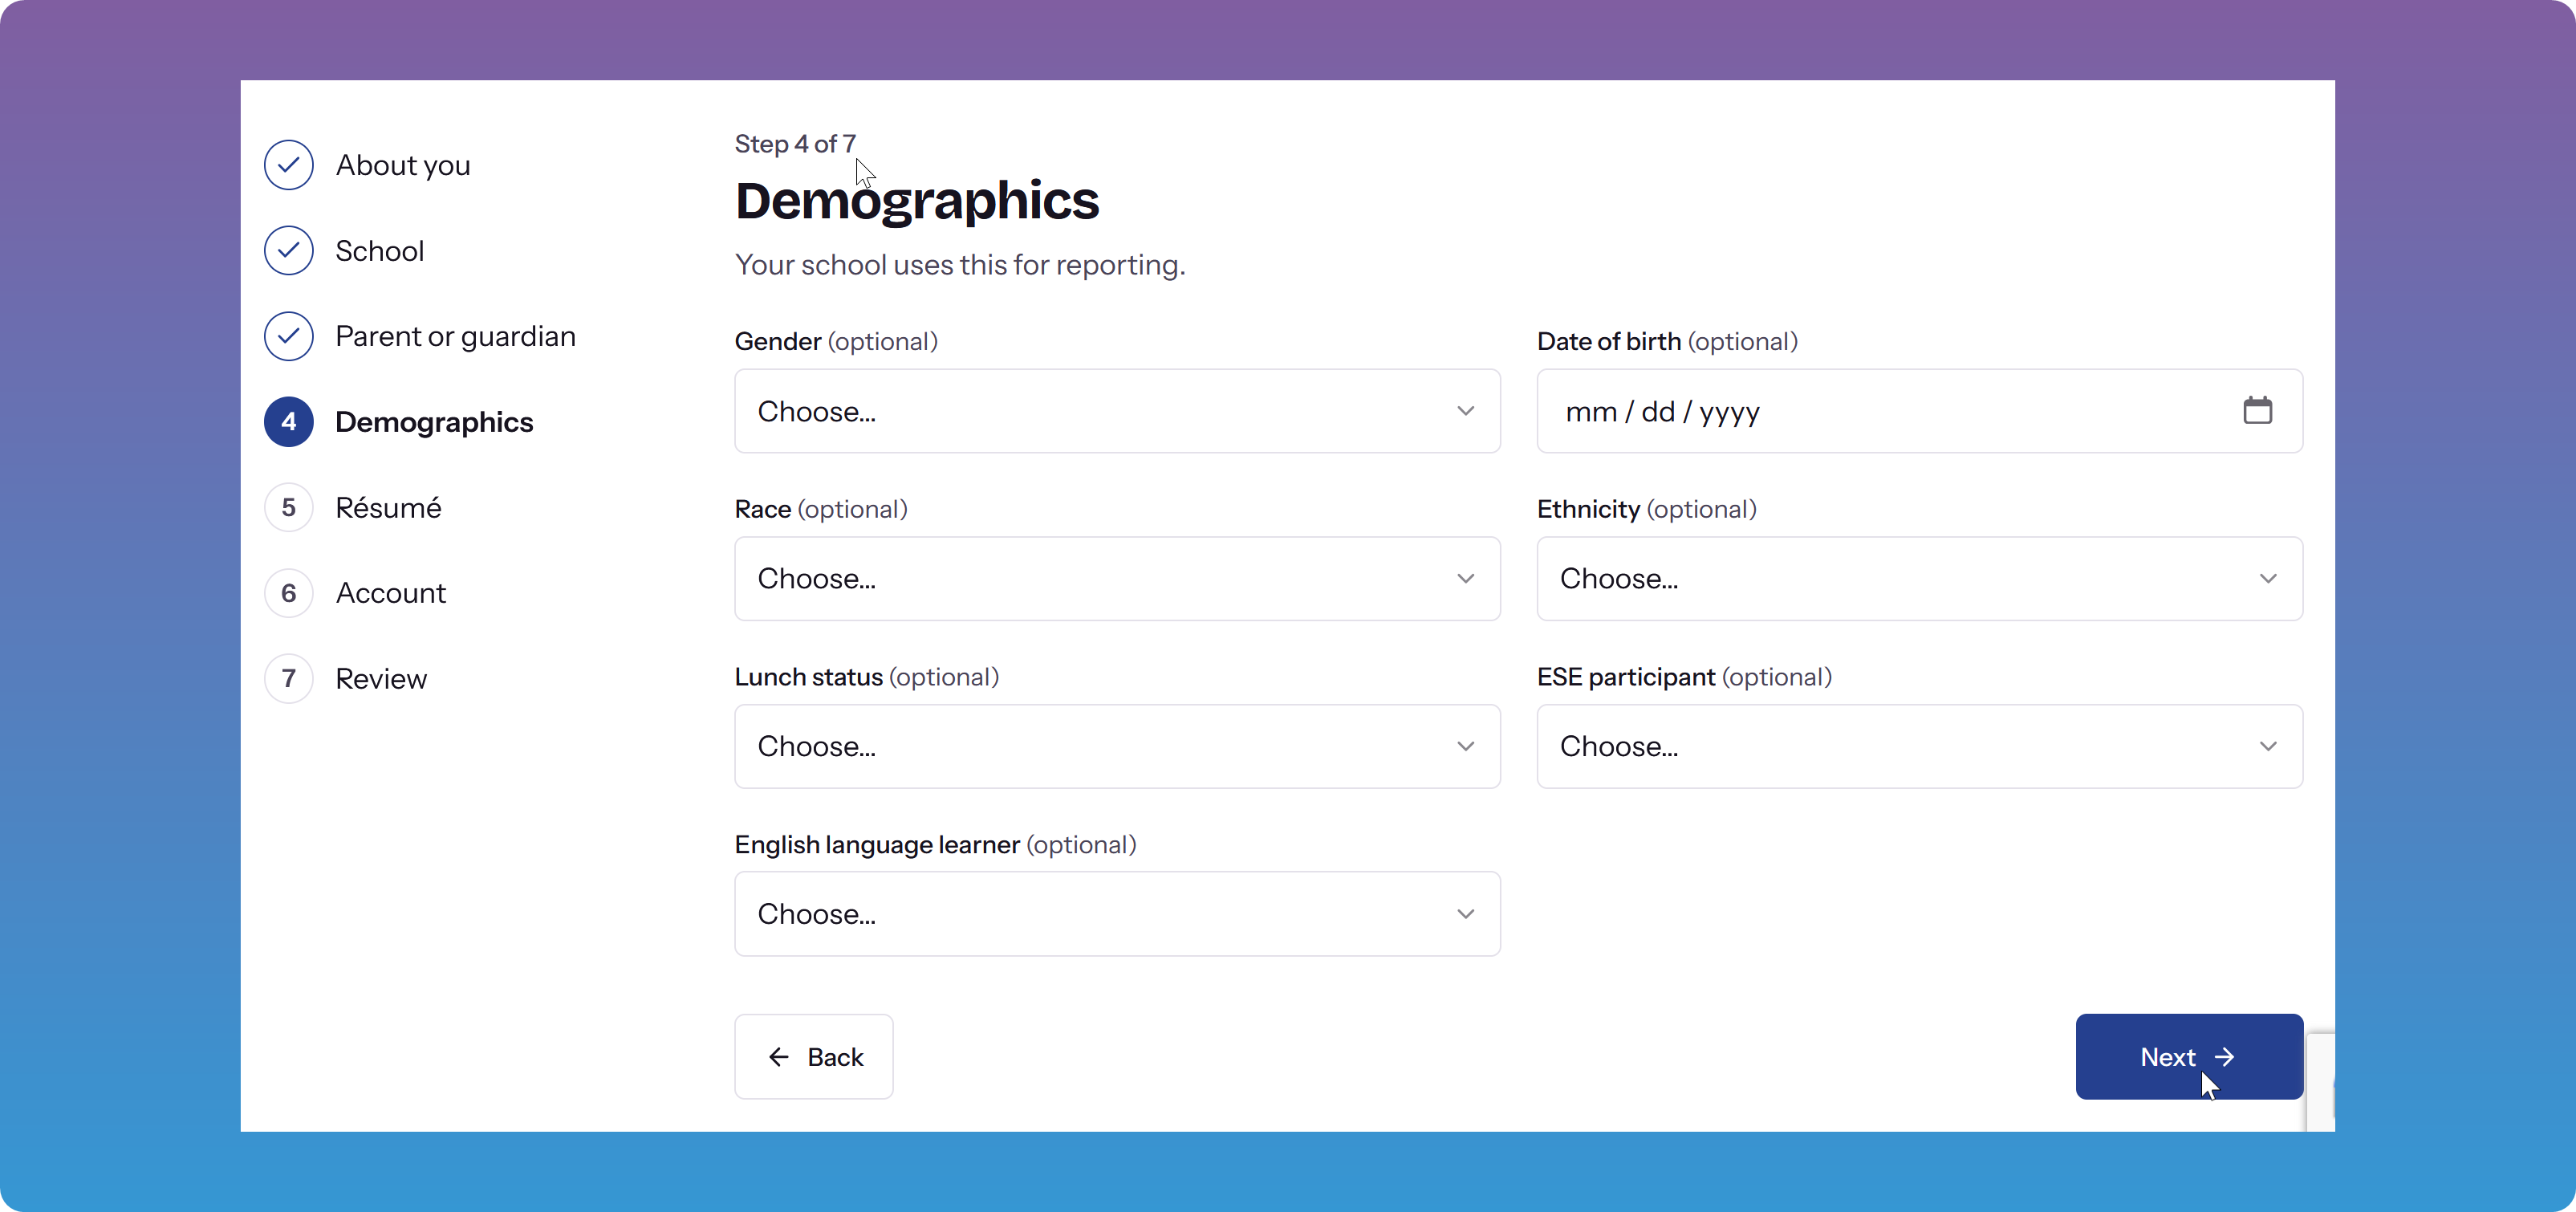 About you
School
Parent or guardian
4 Demographics
5 Résumé
6 Account
7 Review
Step 4 of 7
Demographics
Your school uses this for reporting.
Gender (optional)
Choose...
Date of birth (optional)
mm / dd / yyyy
Race (optional)
Choose...
Ethnicity (optional)
Choose...
Lunch status (optional)
Choose...
ESE participant (optional)
Choose...
English language learner (optional)
Choose...
Back
Next